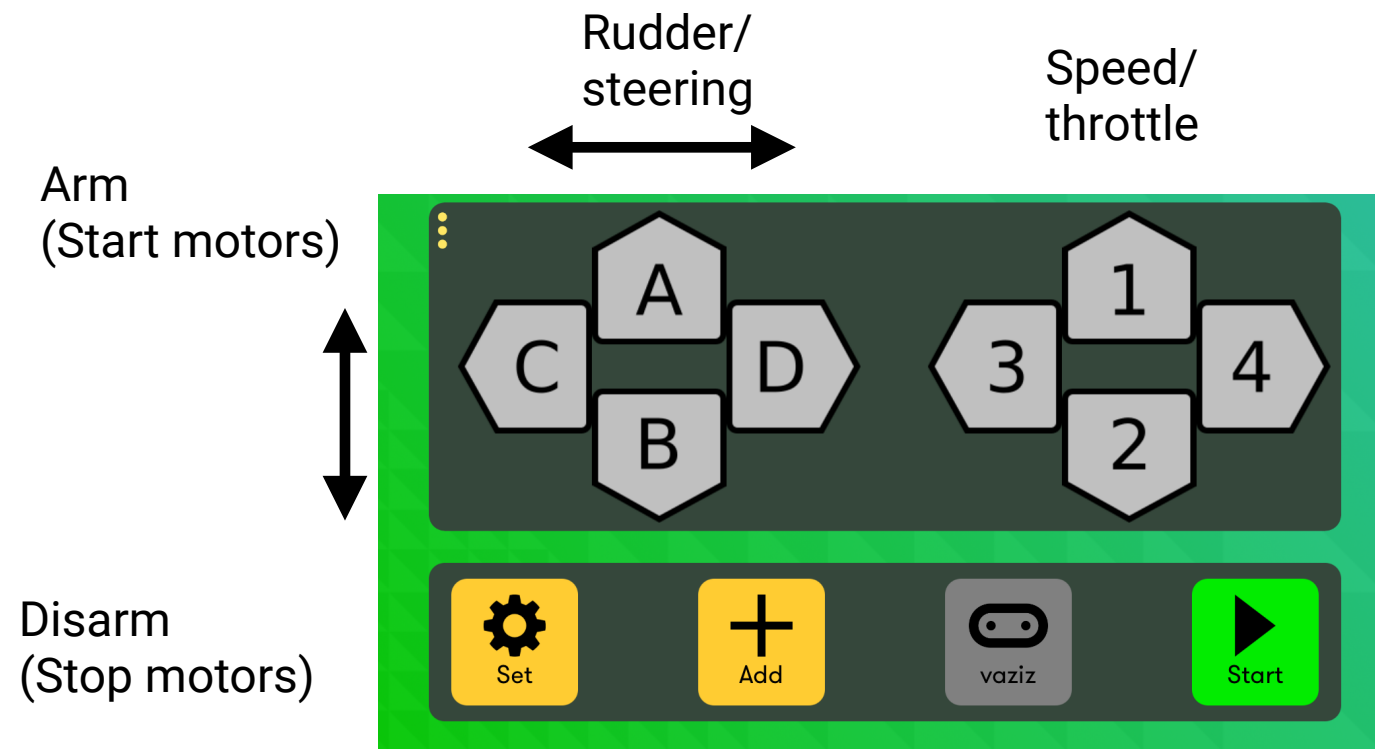 Rudder/
steering
Speed/
throttle
Arm
(Start motors)
A
1
C
D
3
4
B
2
Disarm
(Stop motors)
Set
Add
vaziz
Start